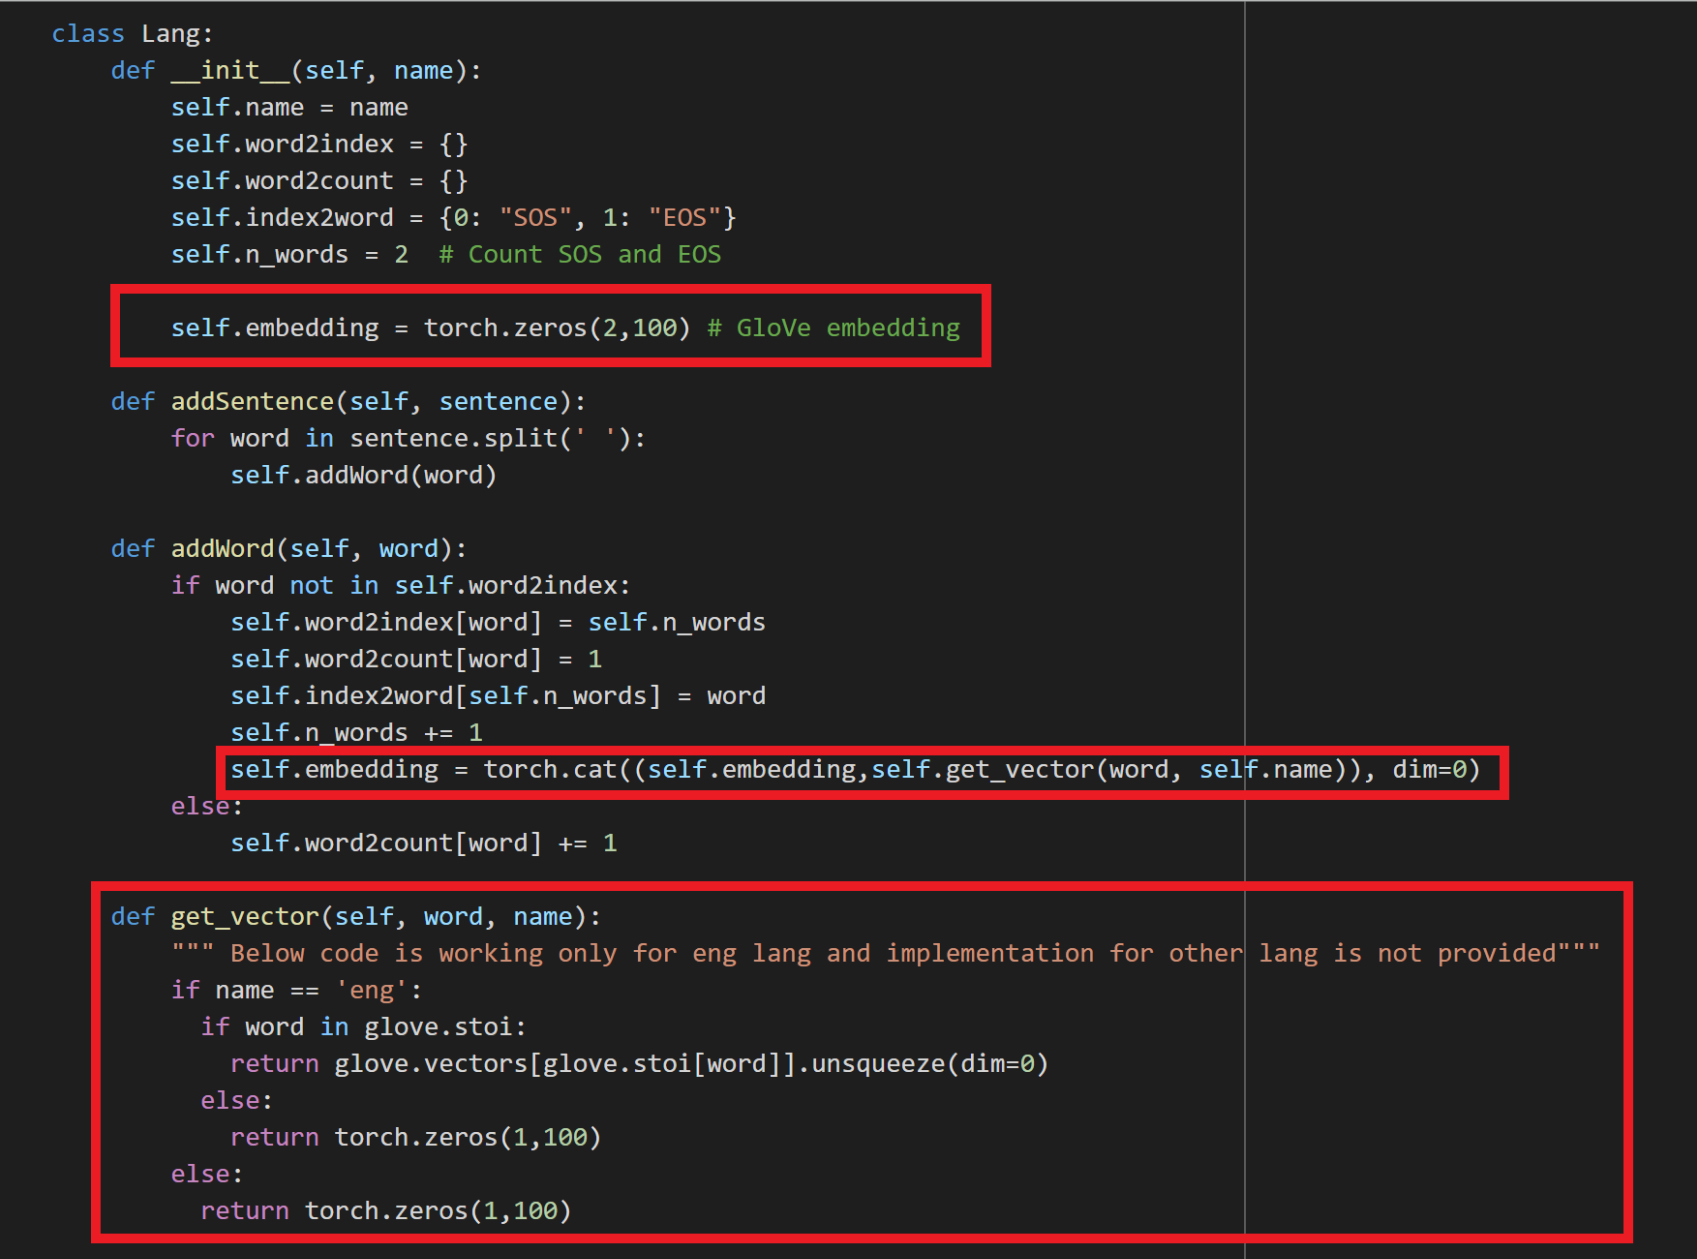 class Lang:
    def __init__(self, name):
        self.name = name
        self.word2index = {}
        self.word2count = {}
        self.index2word = {0: "SOS", 1: "EOS"}
        self.n_words = 2  # Count SOS and EOS
        self.embedding = torch.zeros(2,100) # GloVe embedding
    def addSentence(self, sentence):
        for word in sentence.split(' '):
            self.addWord(word)
    def addWord(self, word):
        if word not in self.word2index:
            self.word2index[word] = self.n_words
            self.word2count[word] = 1
            self.index2word[self.n_words] = word
            self.n_words += 1
            self.embedding = torch.cat((self.embedding,self.get_vector(word, self.name)), dim=0)
        else:
            self.word2count[word] += 1
    def get_vector(self, word, name):
        """ Below code is working only for eng lang and implementation for other lang is not provided"""
        if name == 'eng':
          if word in glove.stoi:
            return glove.vectors[glove.stoi[word]].unsqueeze(dim=0)
          else:
            return torch.zeros(1,100)
        else:
          return torch.zeros(1,100)